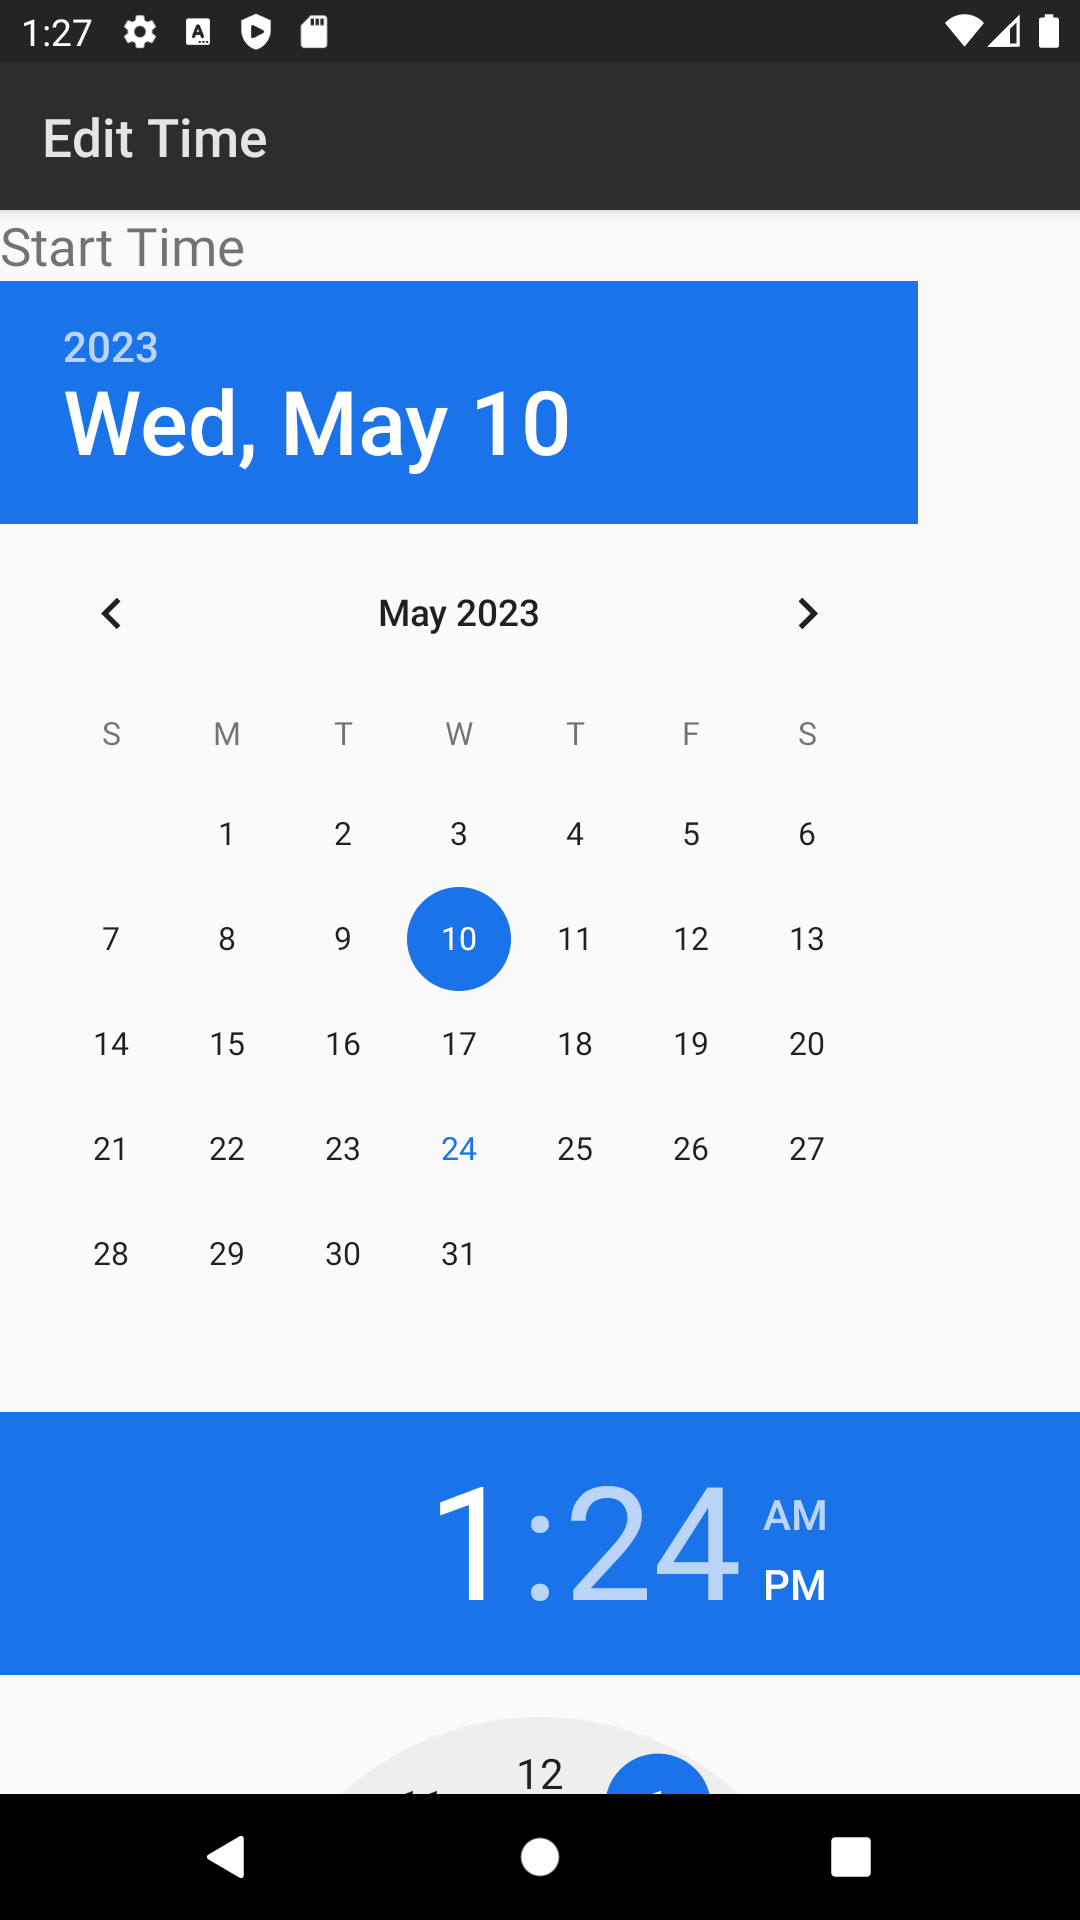 1:27
Edit Time
Start Time
2023
Wed, May 10
May 2023
S M T W T F S
1 2 3 4 5 6
7 8 9 10 11 12 13
14 15 16 17 18 19 20
21 22 23 24 25 26 27
28 29 30 31
1:24 AM
PM
12